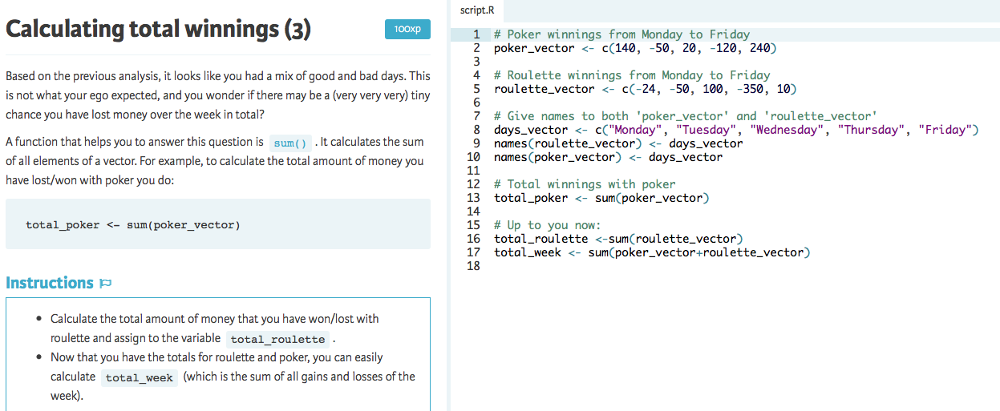 Calculating total winnings (3)
100xp
Based on the previous analysis, it looks like you had a mix of good and bad days. This
is not what your ego expected, and you wonder if there may be a (very very very) tiny
chance you have lost money over the week in total?
A function that helps you to answer this question is sum() . It calculates the sum
of all elements of a vector. For example, to calculate the total amount of money you
have lost/won with poker you do:
total_poker <- sum(poker_vector)
Instructions
• Calculate the total amount of money that you have won/lost with
roulette and assign to the variable total_roulette .
• Now that you have the totals for roulette and poker, you can easily
calculate total_week (which is the sum of all gains and losses of the
week).
script.R
1 # Poker winnings from Monday to Friday
2 poker_vector <- c(140, -50, 20, -120, 240)
3
4 # Roulette winnings from Monday to Friday
5 roulette_vector <- c(-24, -50, 100, -350, 10)
6
7 # Give names to both 'poker_vector' and 'roulette_vector'
8 days_vector <- c("Monday", "Tuesday", "Wednesday", "Thursday", "Friday")
9 names(roulette_vector) <- days_vector
10 names(poker_vector) <- days_vector
11
12 # Total winnings with poker
13 total_poker <- sum(poker_vector)
14
15 # Up to you now:
16 total_roulette <-sum(roulette_vector)
17 total_week <- sum(poker_vector+roulette_vector)
18